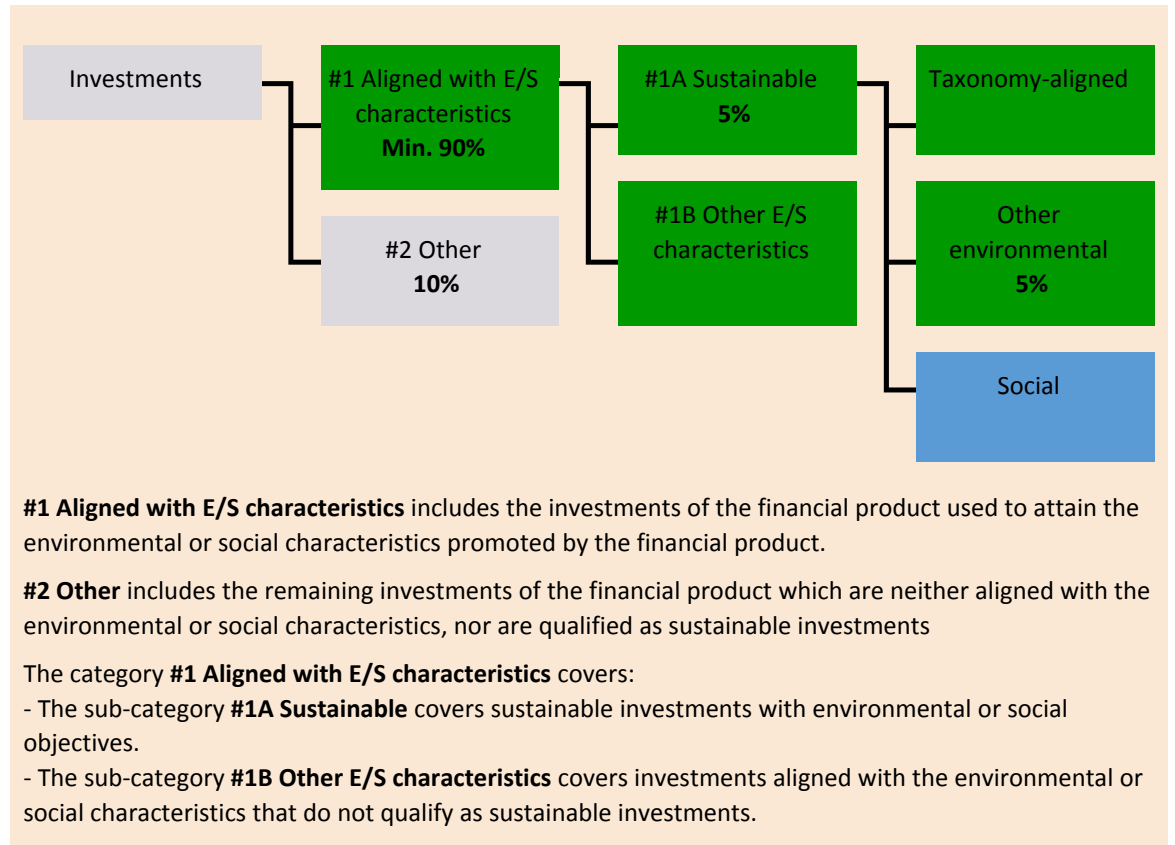 Investments
#1 Aligned with E/S
characteristics
Min. 90%
#2 Other
10%
#1A Sustainable
5%
#1B Other E/S
characteristics
Taxonomy-aligned
Other
environmental
5%
Social
#1 Aligned with E/S characteristics includes the investments of the financial product used to attain the
environmental or social characteristics promoted by the financial product.
#2 Other includes the remaining investments of the financial product which are neither aligned with the
environmental or social characteristics, nor are qualified as sustainable investments
The category #1 Aligned with E/S characteristics covers:
- The sub-category #1A Sustainable covers sustainable investments with environmental or social
objectives.
- The sub-category #1B Other E/S characteristics covers investments aligned with the environmental or
social characteristics that do not qualify as sustainable investments.